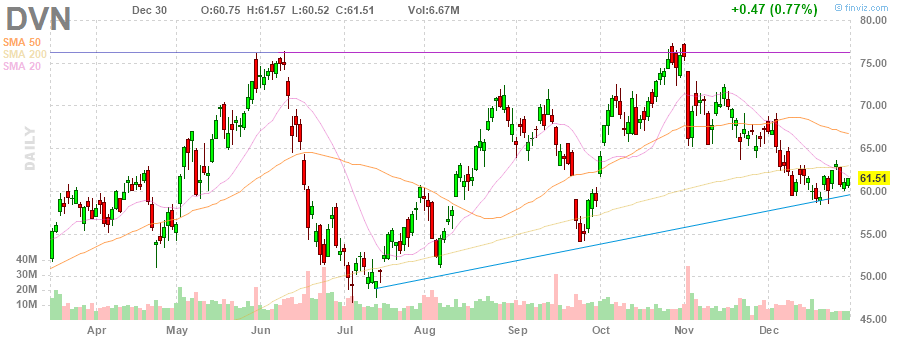 DVN Dec 30 O:60.75 H:61.57 L:60.52 C:61.51 Vol:6.67M +0.47 (0.77%)
© finviz.com
SMA 50
SMA 200
SMA 20
DAILY
80.00
75.00
70.00
65.00
61.51
60.00
55.00
50.00
45.00
40M
30M
20M
10M
Apr May Jun Jul Aug Sep Oct Nov Dec